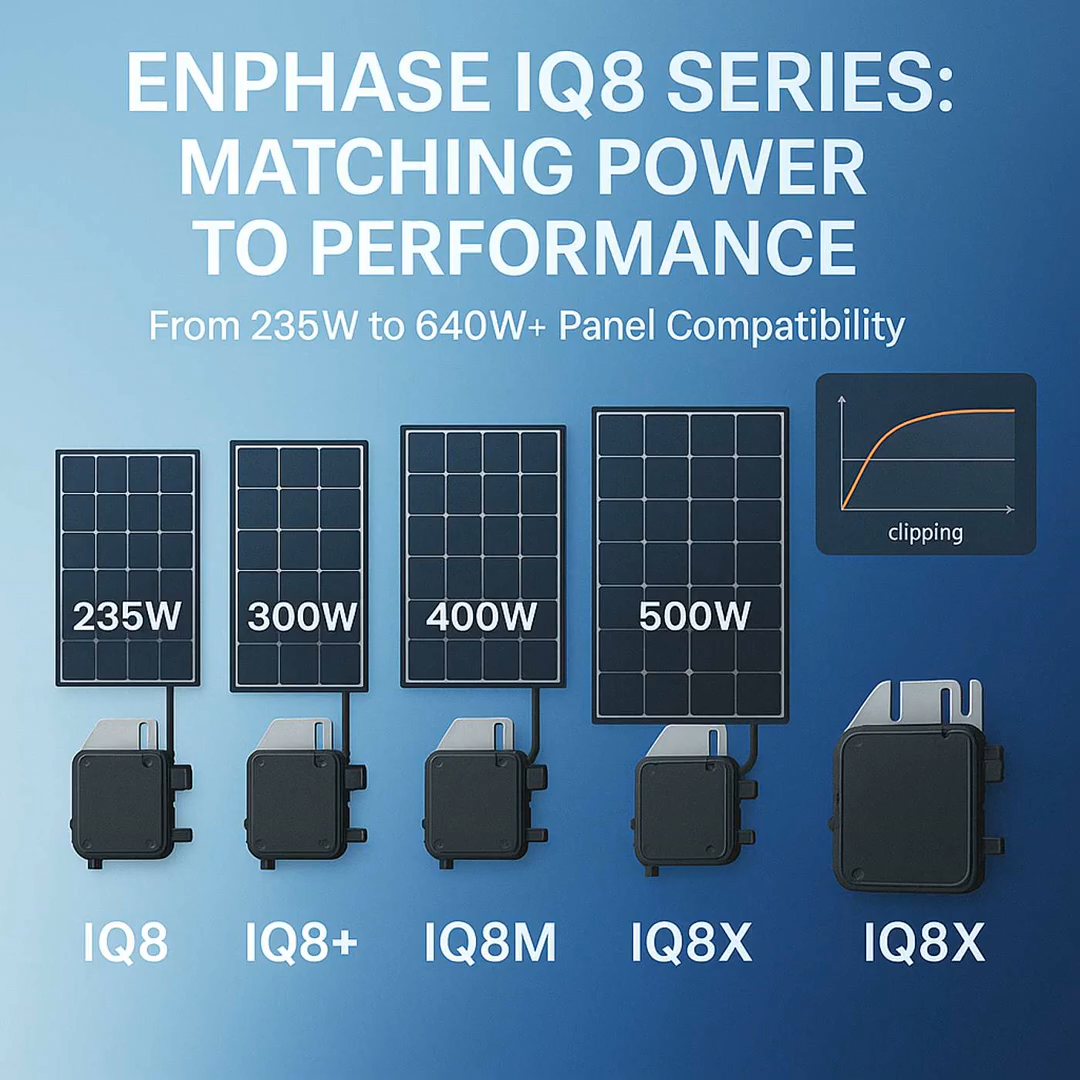 ENPHASE IQ8 SERIES:
MATCHING POWER
TO PERFORMANCE
From 235W to 640W+ Panel Compatibility
clipping
235W
300W
400W
500W
IQ8
IQ8+
IQ8M
IQ8X
IQ8X